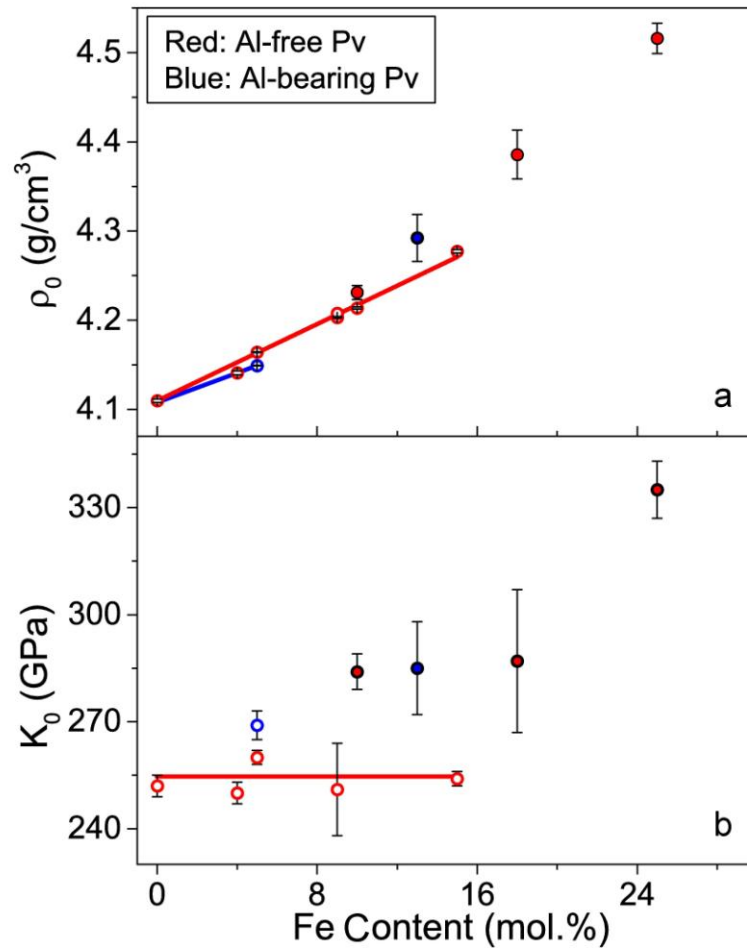 Red: Al-free Pv
Blue: Al-bearing Pv
4.5
4.4
4.3
4.2
4.1
ρ₀ (g/cm³)
a
330
300
270
240
K₀ (GPa)
b
0 8 16 24
Fe Content (mol.%)